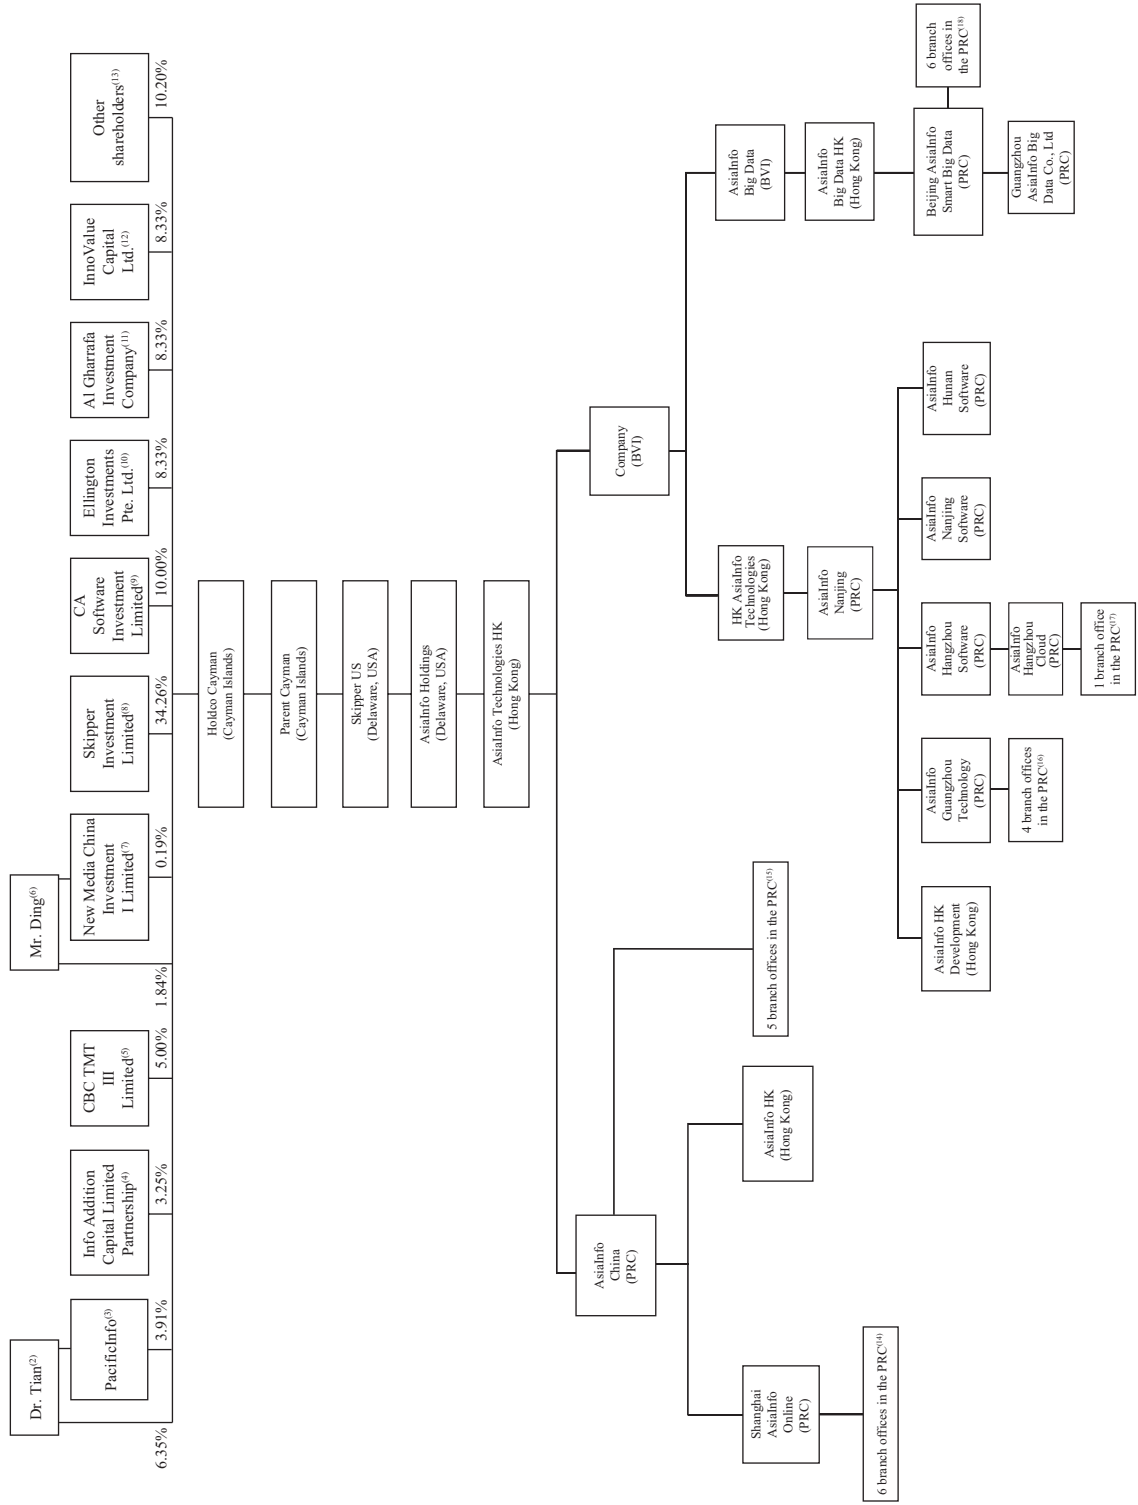 Dr. Tian(2)
Mr. Ding(6)
PacificInfo(3)
Info Addition
Capital Limited
Partnership(4)
CBC TMT
III
Limited(5)
New Media China
Investment
I Limited(7)
Skipper
Investment
Limited(8)
CA
Software
Investment
Limited(9)
Ellington
Investments
Pte. Ltd.(10)
Al Gharrafa
Investment
Company(11)
InnoValue
Capital
Ltd.(12)
Other
shareholders(13)
6.35%
3.91%
3.25%
5.00%
1.84%
0.19%
34.26%
10.00%
8.33%
8.33%
8.33%
10.20%
Holdco Cayman
(Cayman Islands)
Parent Cayman
(Cayman Islands)
Skipper US
(Delaware, USA)
AsiaInfo Holdings
(Delaware, USA)
AsiaInfo Technologies HK
(Hong Kong)
AsiaInfo
China
(PRC)
Company
(BVI)
Shanghai
AsiaInfo
Online
(PRC)
AsiaInfo HK
(Hong Kong)
5 branch offices in the PRC(15)
HK AsiaInfo
Technologies
(Hong Kong)
AsiaInfo
Big Data
(BVI)
6 branch offices in the PRC(14)
AsiaInfo
Nanjing
(PRC)
AsiaInfo
Big Data HK
(Hong Kong)
AsiaInfo HK
Development
(Hong Kong)
AsiaInfo
Guangzhou
Technology
(PRC)
AsiaInfo
Hangzhou
Software
(PRC)
AsiaInfo
Nanjing
Software
(PRC)
AsiaInfo
Hunan
Software
(PRC)
Beijing AsiaInfo
Smart Big Data
(PRC)
6 branch
offices in
the PRC(18)
4 branch offices
in the PRC(16)
AsiaInfo
Hangzhou
Cloud
(PRC)
Guangzhou
AsiaInfo Big
Data Co., Ltd
(PRC)
1 branch office
in the PRC(17)